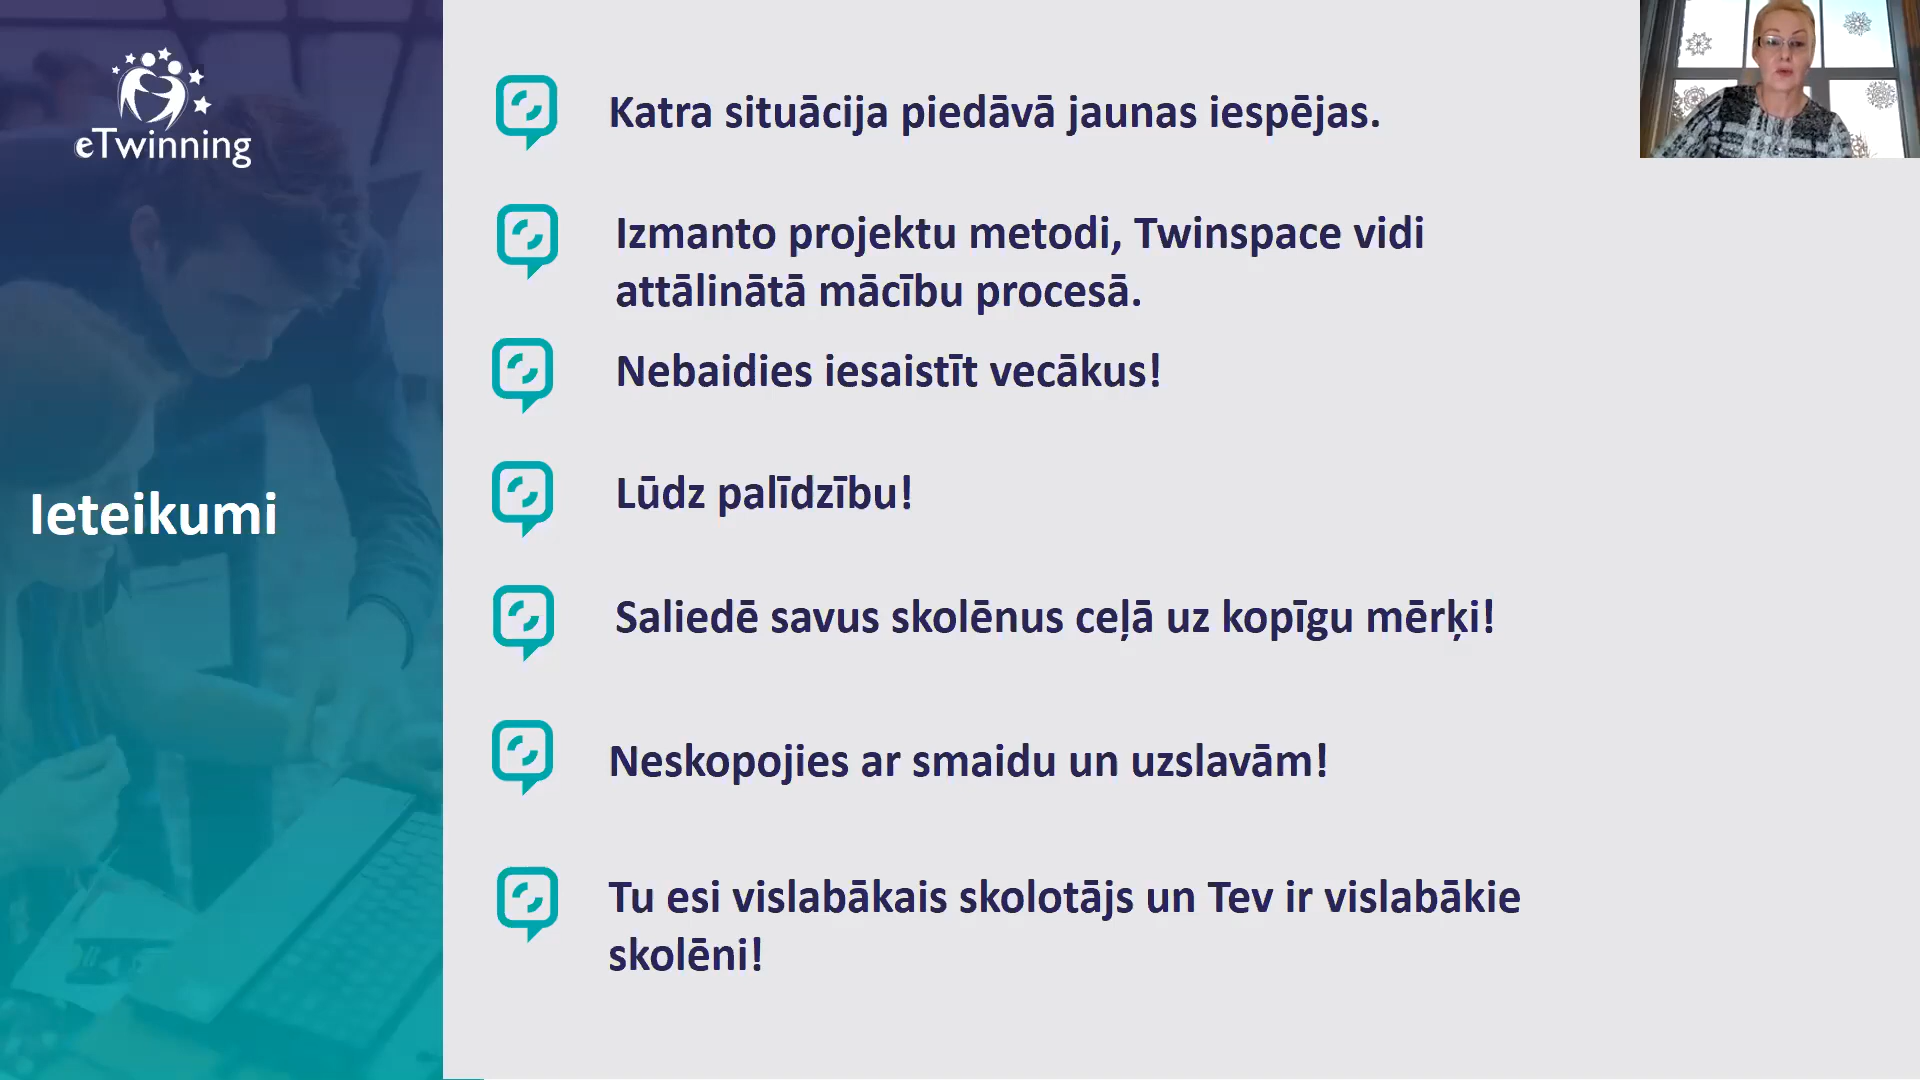 eTwinning
Ieteikumi
Katra situācija piedāvā jaunas iespējas.
Izmanto projektu metodi, Twinspace vidi
attālinātā mācību procesā.
Nebaidies iesaistīt vecākus!
Lūdz palīdzību!
Saliedē savus skolēnus ceļā uz kopīgu mērķi!
Neskopojies ar smaidu un uzslavām!
Tu esi vislabākais skolotājs un Tev ir vislabākie
skolēni!